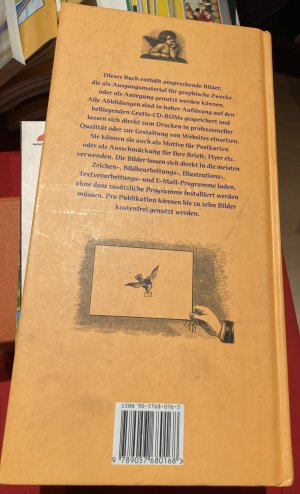 Dieses Buch enthält ansprechende Bilder,
die als Ausgangsmaterial für graphische Zwecke
oder als Anregung genutzt werden können.
Alle Abbildungen sind in hoher Auflösung auf den
beiliegenden Gratis-CD-ROMs gespeichert und
lassen sich direkt zum Drucken in professioneller
Qualität oder zur Gestaltung von Websites einsetzen.
Sie können sie auch als Motive für Postkarten
oder als Ausschmückung für Ihre Briefe, Flyer etc.
verwenden. Die Bilder lassen sich direkt in die meisten
Zeichen-, Bildbearbeitungs-, Illustrations-,
Textverarbeitungs- und E-Mail-Programme laden,
ohne dass zusätzliche Programme installiert werden
müssen. Pro Publikation können bis zu zehn Bilder
kostenfrei genutzt werden.
ISBN 90-5768-016-5
9 789057 680168